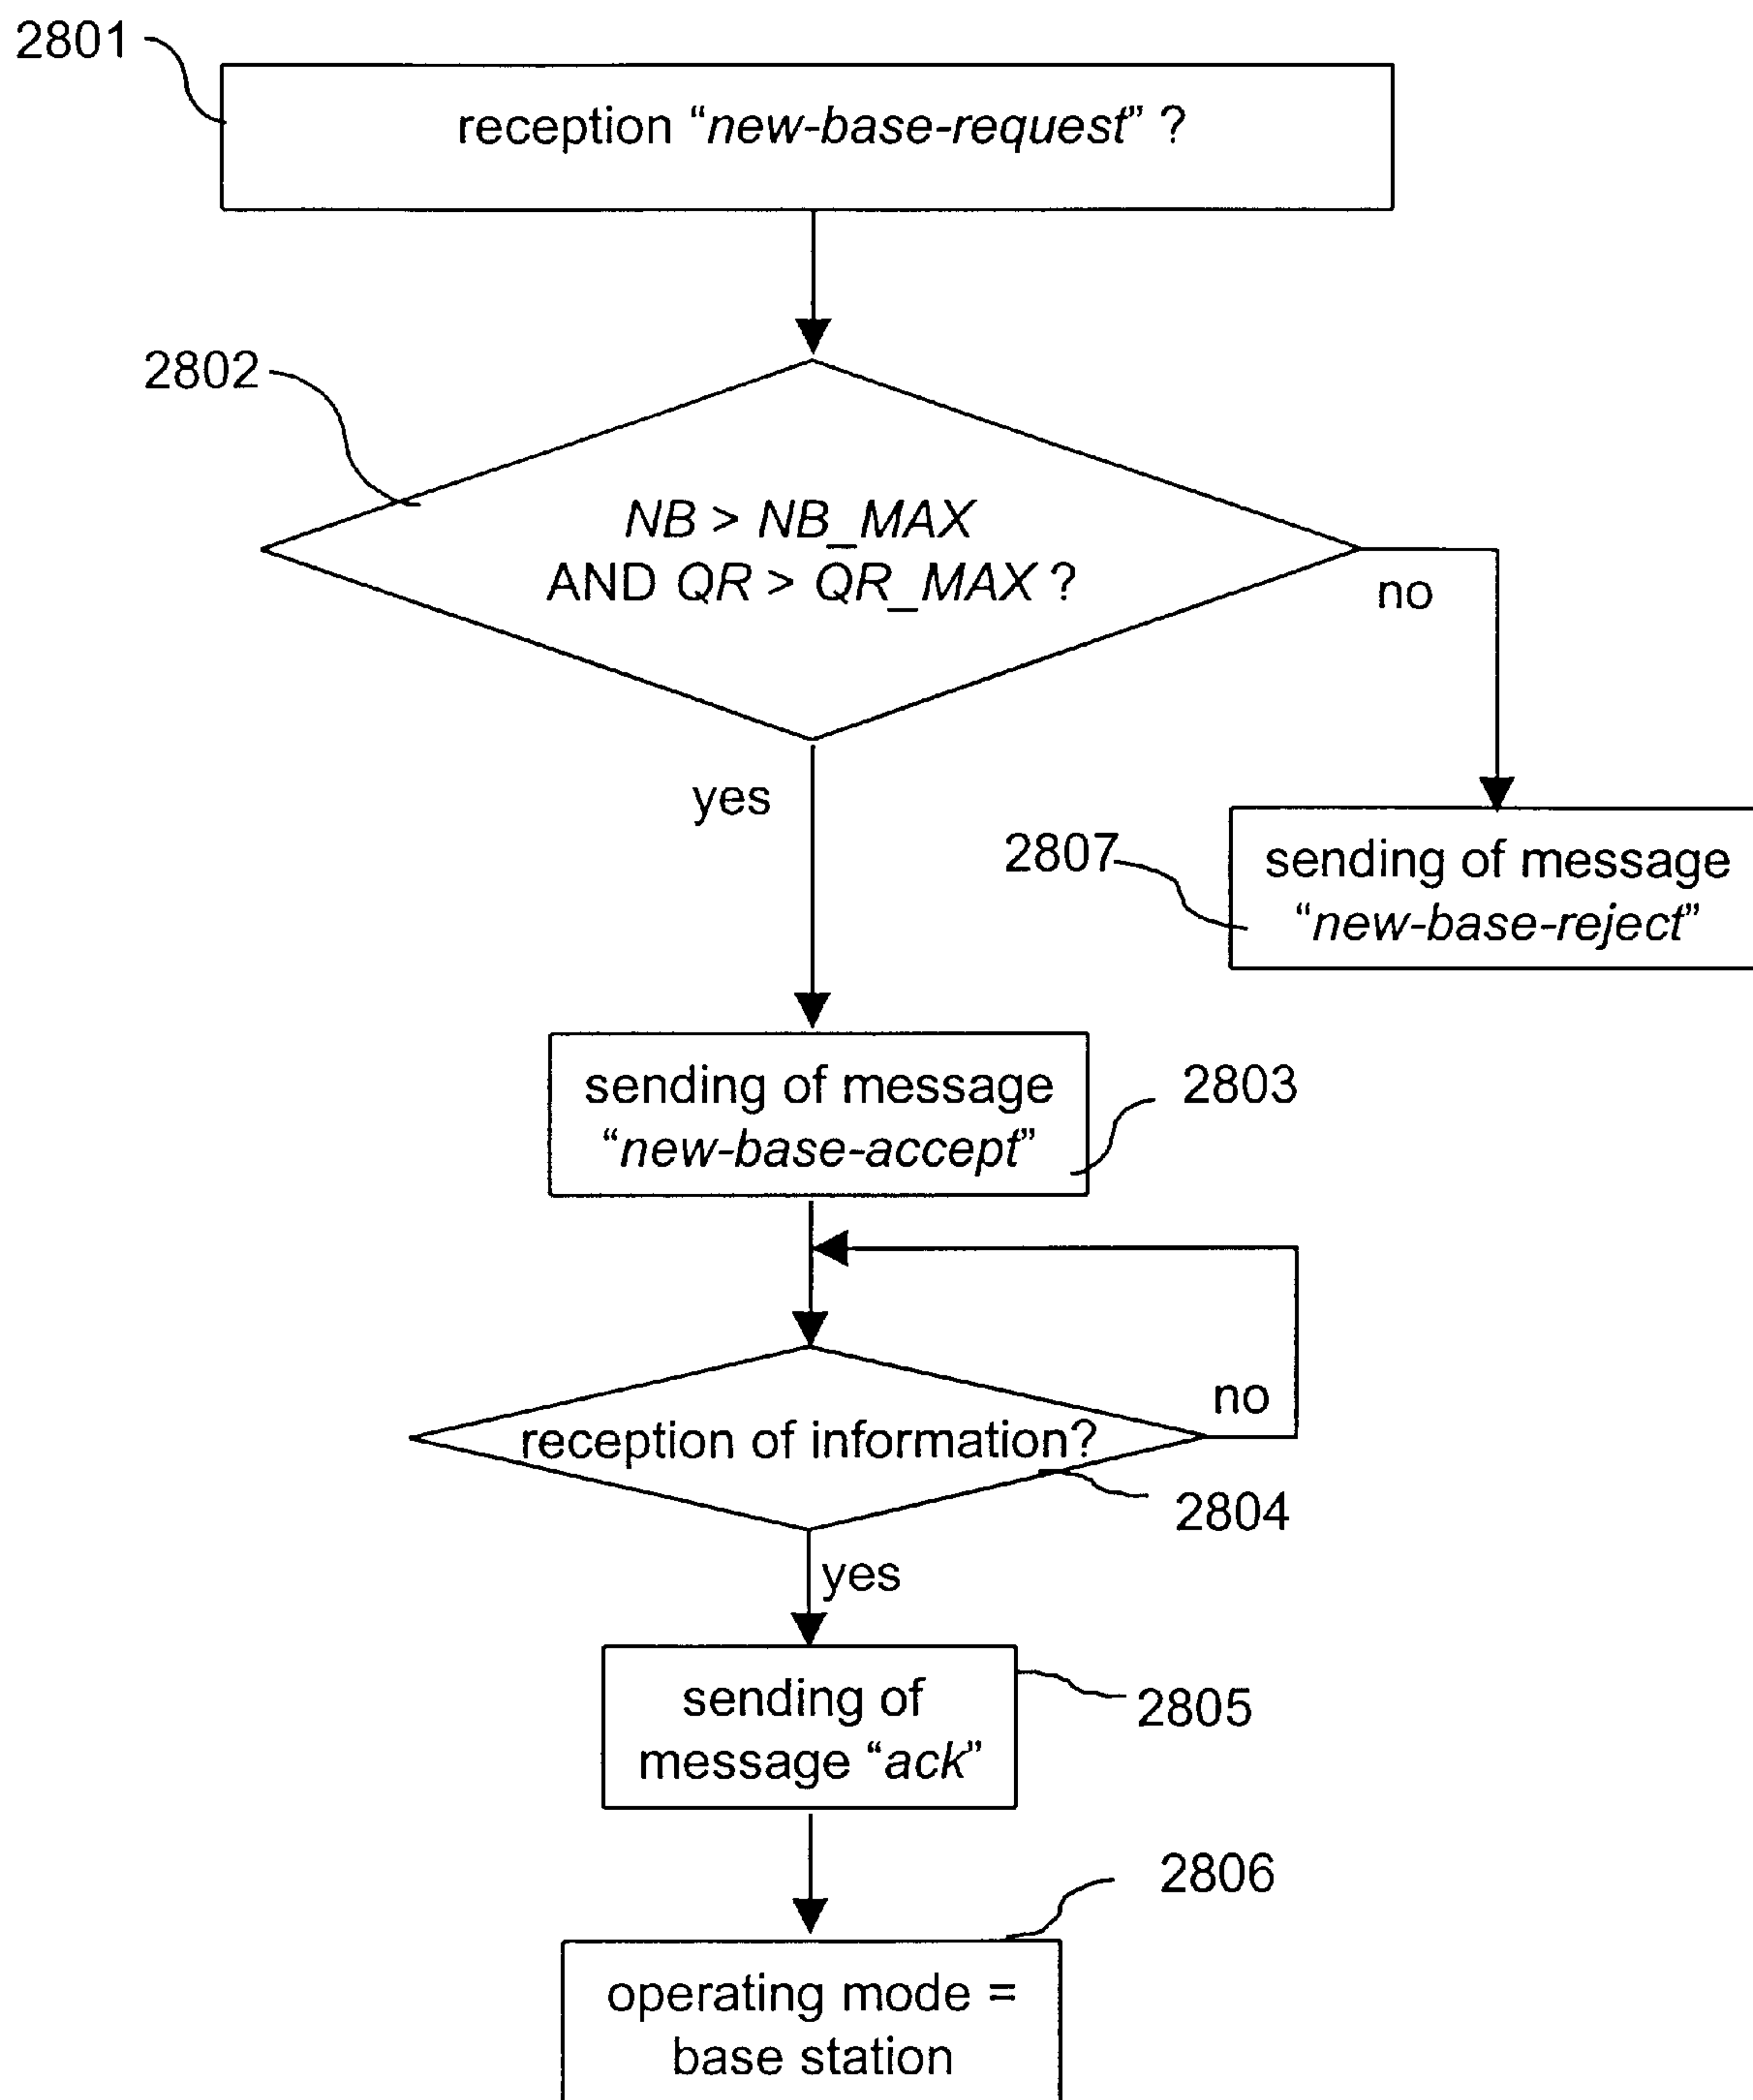 2801
reception “new-base-request” ?
2802
NB > NB_MAX
AND QR > QR_MAX ?
no
yes
2807
sending of message
“new-base-reject”
sending of message
“new-base-accept”
2803
no
reception of information?
2804
yes
sending of
message “ack”
2805
2806
operating mode =
base station